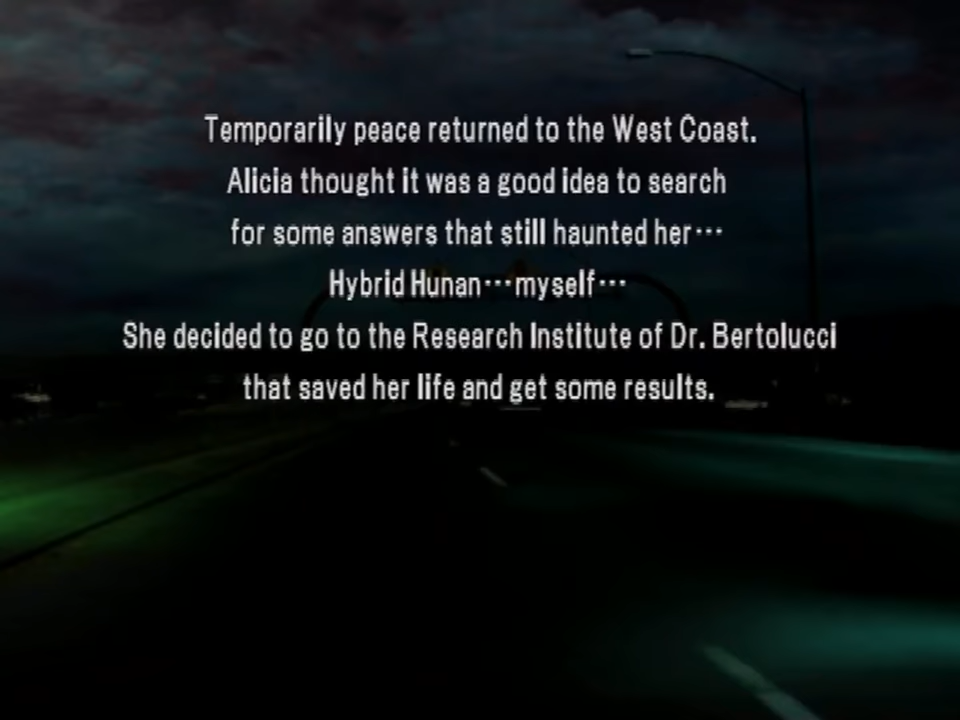 Temporarily peace returned to the West Coast.
Alicia thought it was a good idea to search
for some answers that still haunted her⋯
Hybrid Hunan⋯myself⋯
She decided to go to the Research Institute of Dr. Bertolucci
that saved her life and get some results.